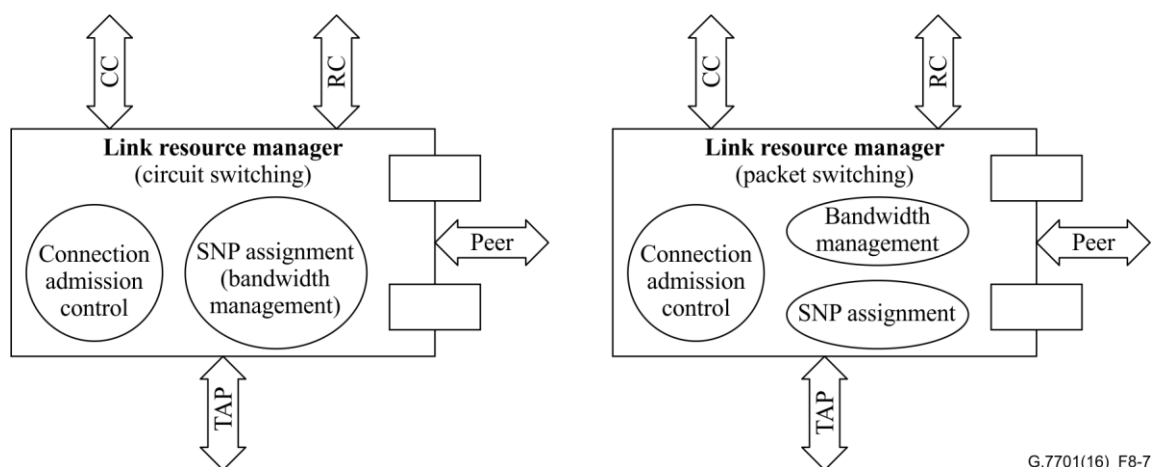 CC
RC
Link resource manager
(circuit switching)
Connection
admission
control
SNP assignment
(bandwidth
management)
Peer
TAP
CC
RC
Link resource manager
(packet switching)
Connection
admission
control
Bandwidth
management
SNP assignment
Peer
TAP
G.7701(16)_F8-7